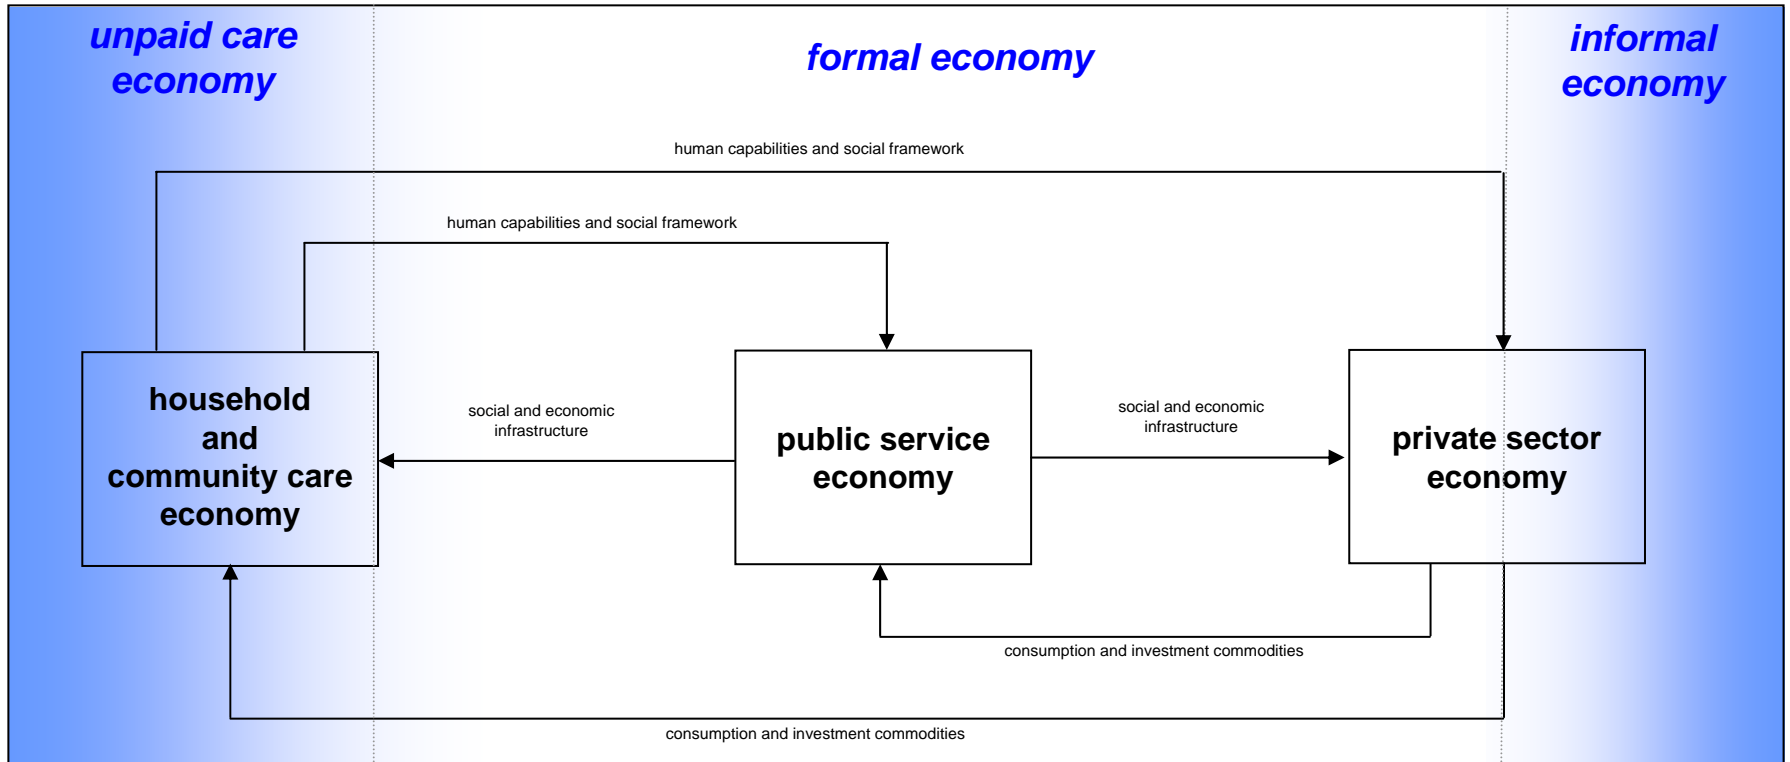 unpaid care
economy
formal economy
informal
economy
human capabilities and social framework
human capabilities and social framework
household
and
community care
economy
social and economic
infrastructure
public service
economy
social and economic
infrastructure
private sector
economy
consumption and investment commodities
consumption and investment commodities